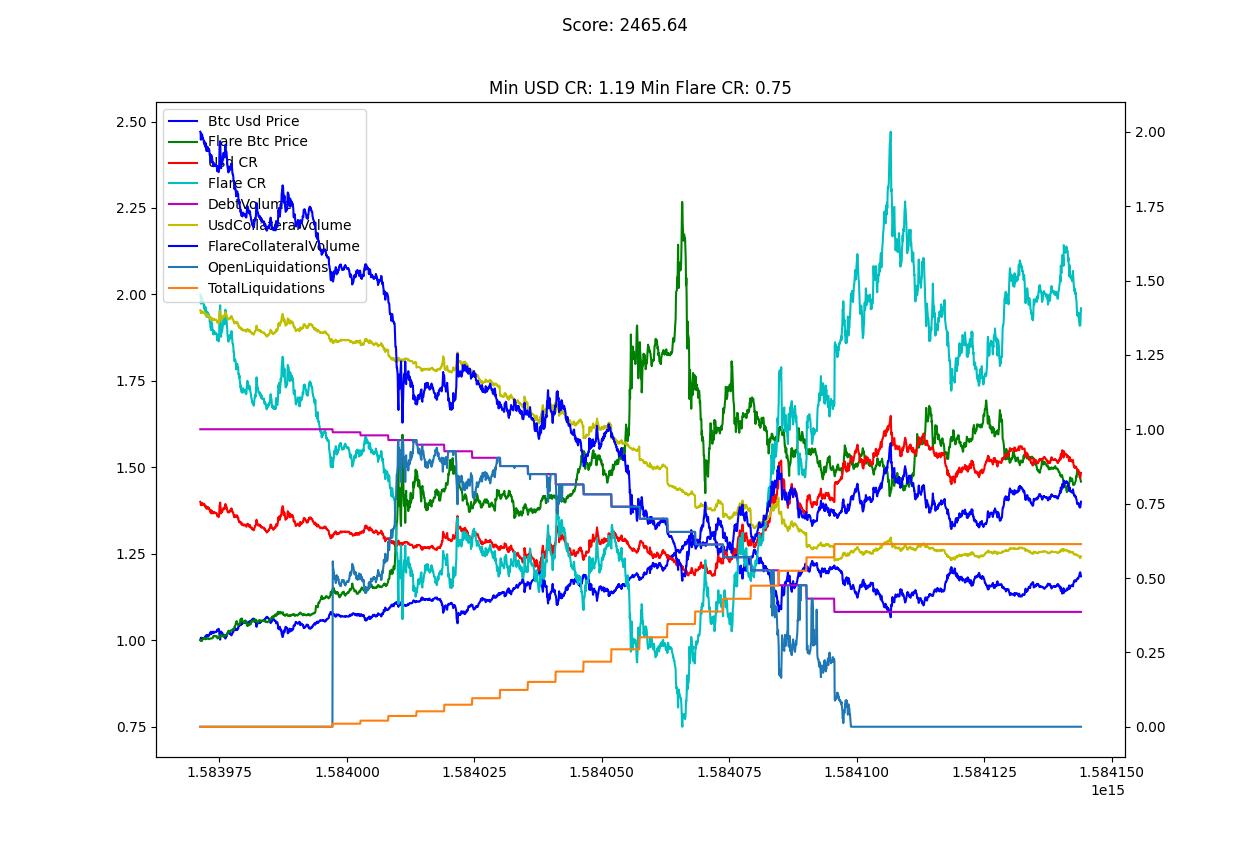 Score: 2465.64
Min USD CR: 1.19 Min Flare CR: 0.75
Btc Usd Price
Flare Btc Price
Usd CR
Flare CR
DebtVolume
UsdCollateralVolume
FlareCollateralVolume
OpenLiquidations
TotalLiquidations
2.50
2.25
2.00
1.75
1.50
1.25
1.00
0.75
2.00
1.75
1.50
1.25
1.00
0.75
0.50
0.25
0.00
1.583975 1.584000 1.584025 1.584050 1.584075 1.584100 1.584125 1.584150
1e15